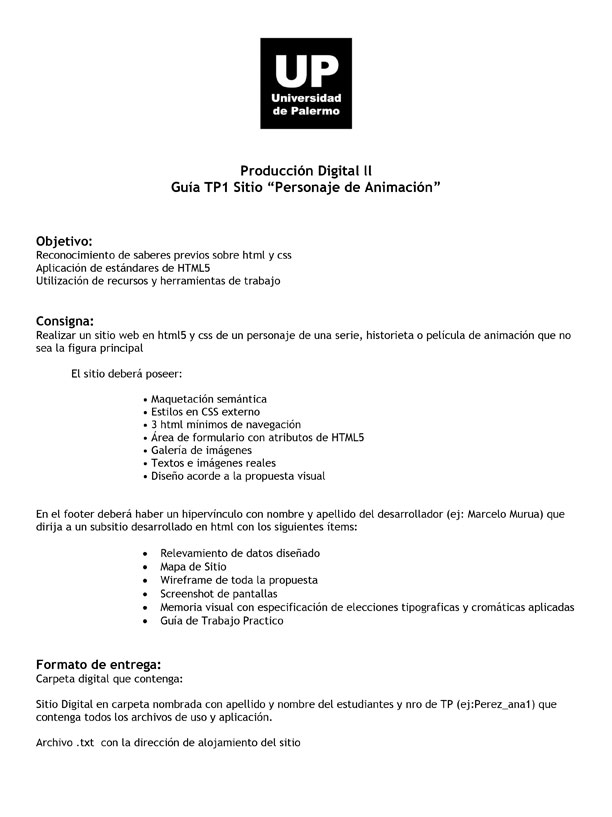 UP
Universidad
de Palermo
Producción Digital II
Guía TP1 Sitio “Personaje de Animación”
Objetivo:
Reconocimiento de saberes previos sobre html y css
Aplicación de estándares de HTML5
Utilización de recursos y herramientas de trabajo
Consigna:
Realizar un sitio web en html5 y css de un personaje de una serie, historieta o película de animación que no
sea la figura principal
El sitio deberá poseer:
• Maquetación semántica
• Estilos en CSS externo
• 3 html mínimos de navegación
• Área de formulario con atributos de HTML5
• Galería de imágenes
• Textos e imágenes reales
• Diseño acorde a la propuesta visual
En el footer deberá haber un hipervínculo con nombre y apellido del desarrollador (ej: Marcelo Murua) que
dirija a un subsitio desarrollado en html con los siguientes ítems:
• Relevamiento de datos diseñado
• Mapa de Sitio
• Wireframe de toda la propuesta
• Screenshot de pantallas
• Memoria visual con especificación de elecciones tipograficas y cromáticas aplicadas
• Guía de Trabajo Practico
Formato de entrega:
Carpeta digital que contenga:
Sitio Digital en carpeta nombrada con apellido y nombre del estudiantes y nro de TP (ej:Perez_ana1) que
contenga todos los archivos de uso y aplicación.
Archivo .txt con la dirección de alojamiento del sitio